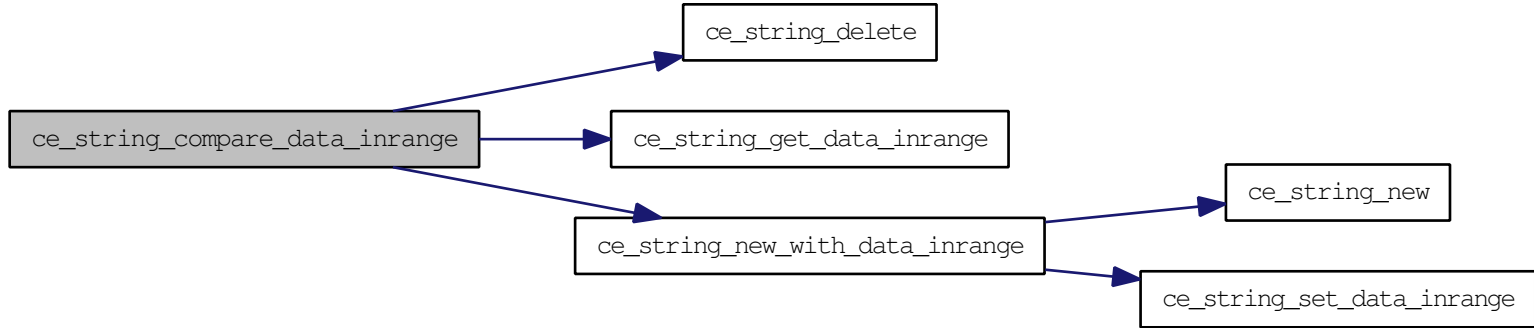 ce_string_delete
ce_string_compare_data_inrange
ce_string_get_data_inrange
ce_string_new
ce_string_new_with_data_inrange
ce_string_set_data_inrange